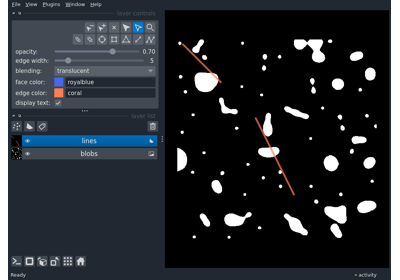 File View Plugins Window Help
layer controls
opacity: 0.70
edge width: 5
blending: translucent
face color: royalblue
edge color: coral
display text:
layer list
lines
blobs
Ready activity